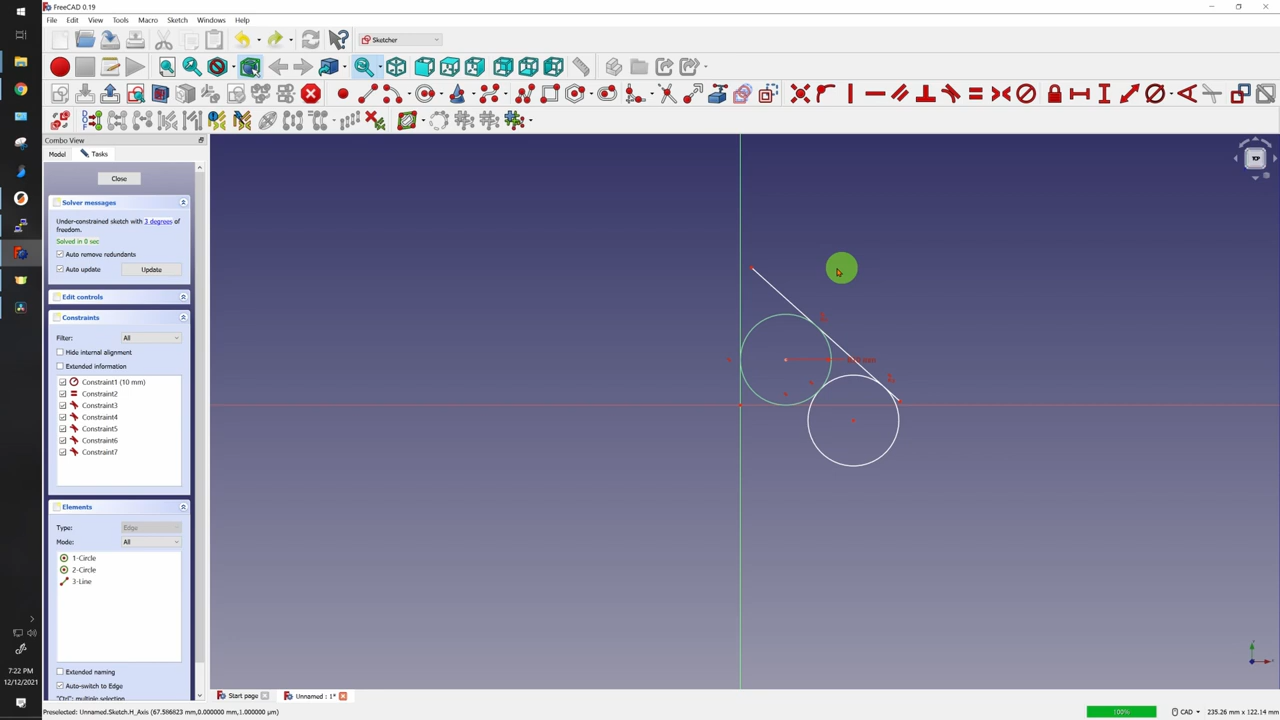 FreeCAD 0.19
File Edit View Tools Macro Sketch Windows Help
Sketcher
Combo View
Model Tasks
Close
Solver messages
Under-constrained sketch with 3 degrees of
freedom.
Solved in 0 sec
Auto remove redundants
Auto update Update
Edit controls
Constraints
Filter: All
Hide internal alignment
Extended information
Constraint1 (10 mm)
Constraint2
Constraint3
Constraint4
Constraint5
Constraint6
Constraint7
Elements
Type: Edge
Mode: All
1-Circle
2-Circle
3-Line
Extended naming
Auto-switch to Edge
"Ctrl": multiple selection
TOP
7:22 PM
12/12/2021
Start page Unnamed : 1*
Preselected: Unnamed.Sketch.H_Axis (67.586823 mm,0.000000 mm,1.000000 µm)
100% CAD 235.26 mm x 122.14 mm